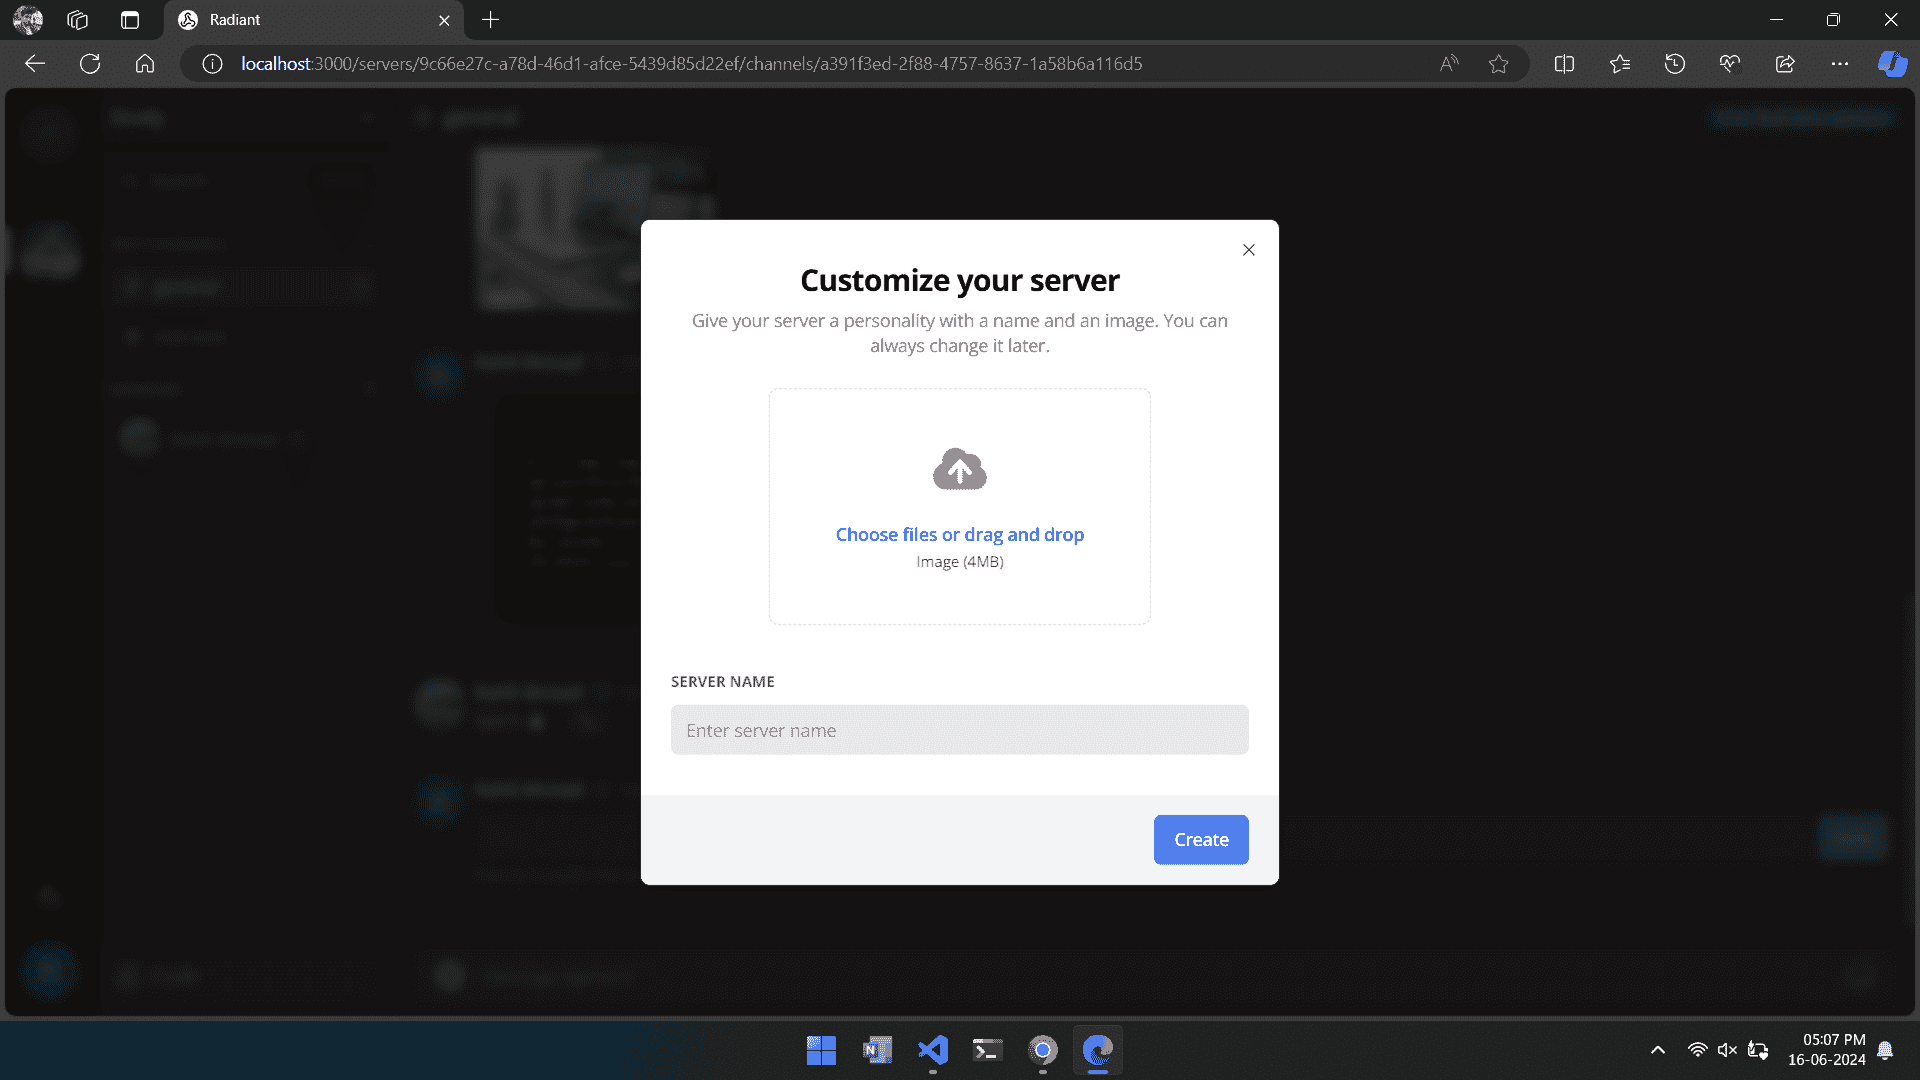 Radiant
localhost:3000/servers/9c66e27c-a78d-46d1-afce-5439d85d22ef/channels/a391f3ed-2f88-4757-8637-1a58b6a116d5
general
Customize your server
Give your server a personality with a name and an image. You can
always change it later.
Choose files or drag and drop
Image (4MB)
SERVER NAME
Enter server name
Create
05:07 PM
16-06-2024